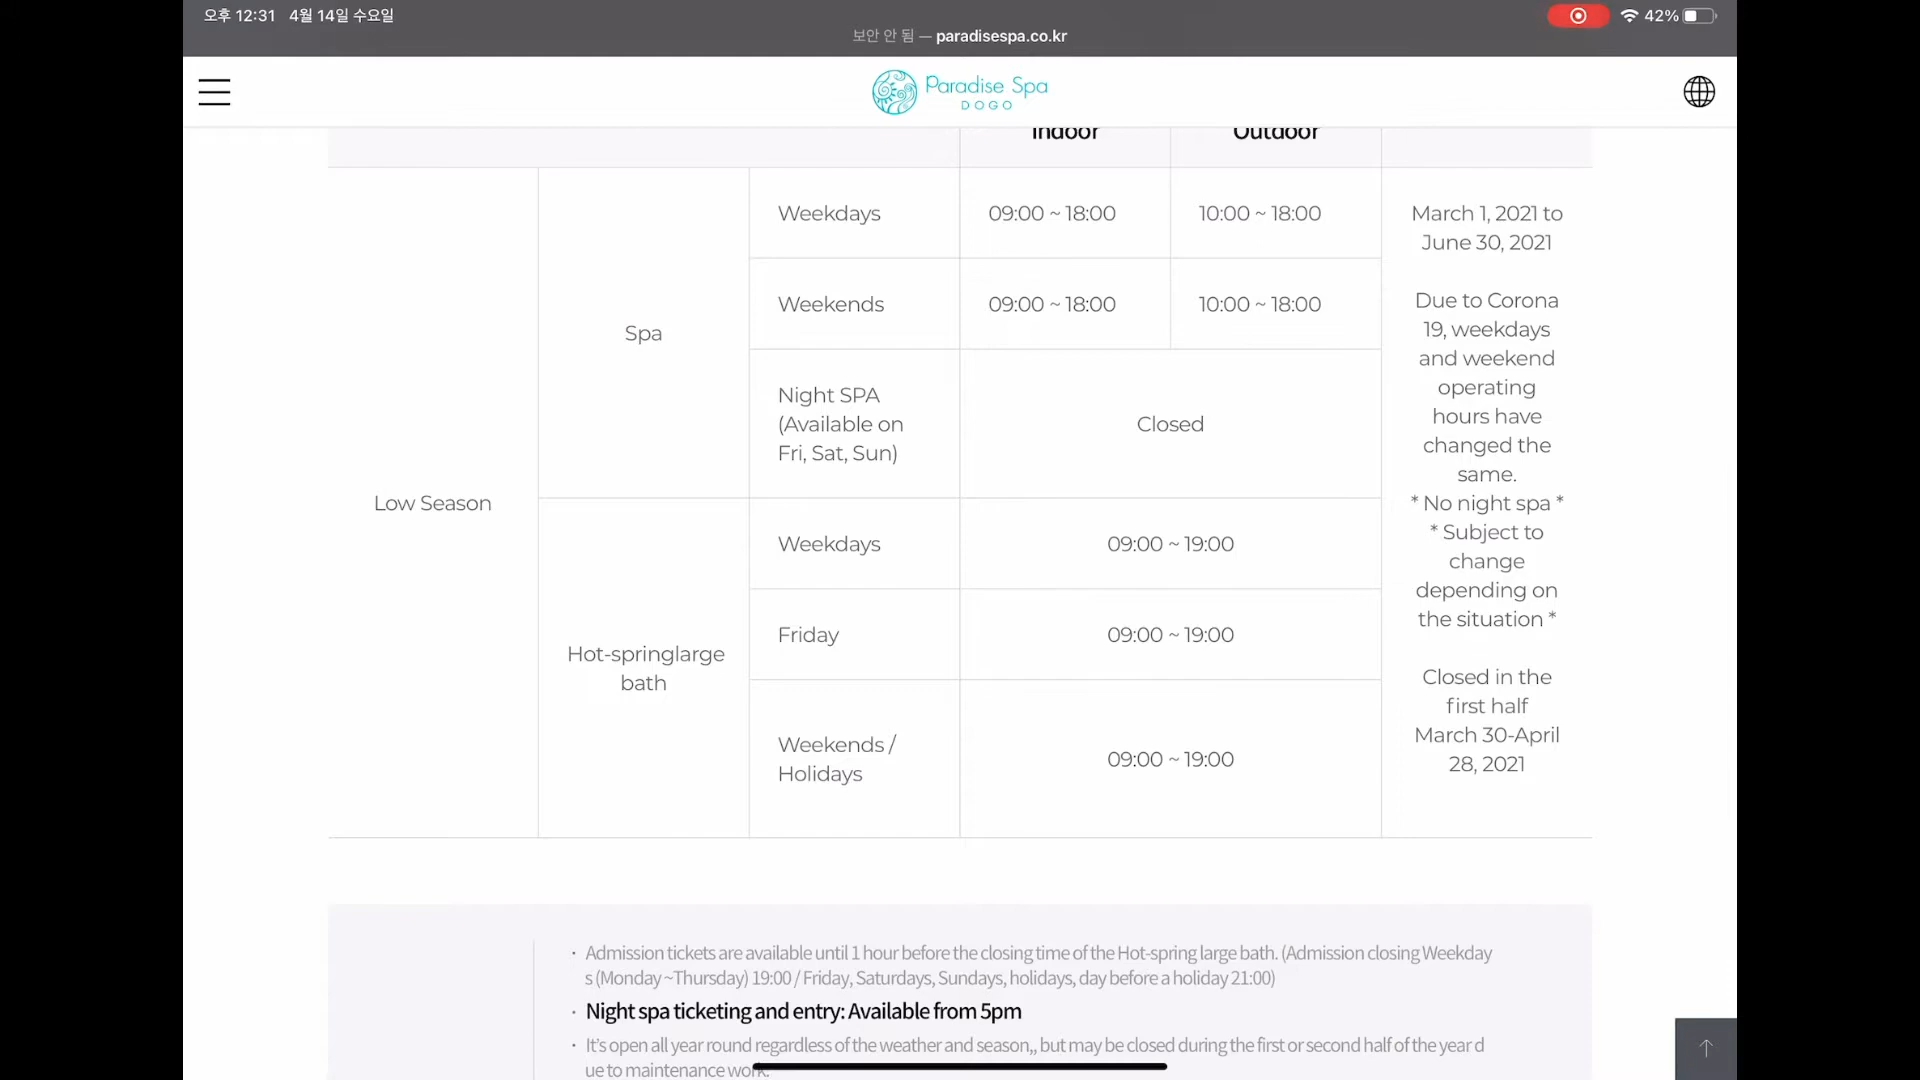 오후 12:31 4월 14일 수요일
42%
보안 안 됨 — paradisespa.co.kr
Paradise Spa
DOGO
Indoor
Outdoor
Low Season
Spa
Weekdays
09:00 ~ 18:00
10:00 ~ 18:00
Weekends
09:00 ~ 18:00
10:00 ~ 18:00
Night SPA
(Available on
Fri, Sat, Sun)
Closed
Hot-springlarge
bath
Weekdays
09:00 ~ 19:00
Friday
09:00 ~ 19:00
Weekends /
Holidays
09:00 ~ 19:00
March 1, 2021 to
June 30, 2021
Due to Corona
19, weekdays
and weekend
operating
hours have
changed the
same.
* No night spa *
* Subject to
change
depending on
the situation *
Closed in the
first half
March 30-April
28, 2021
· Admission tickets are available until 1 hour before the closing time of the Hot-spring large bath. (Admission closing Weekday
s (Monday ~Thursday) 19:00 / Friday, Saturdays, Sundays, holidays, day before a holiday 21:00)
· Night spa ticketing and entry: Available from 5pm
· It's open all year round regardless of the weather and season,, but may be closed during the first or second half of the year d
ue to maintenance work.